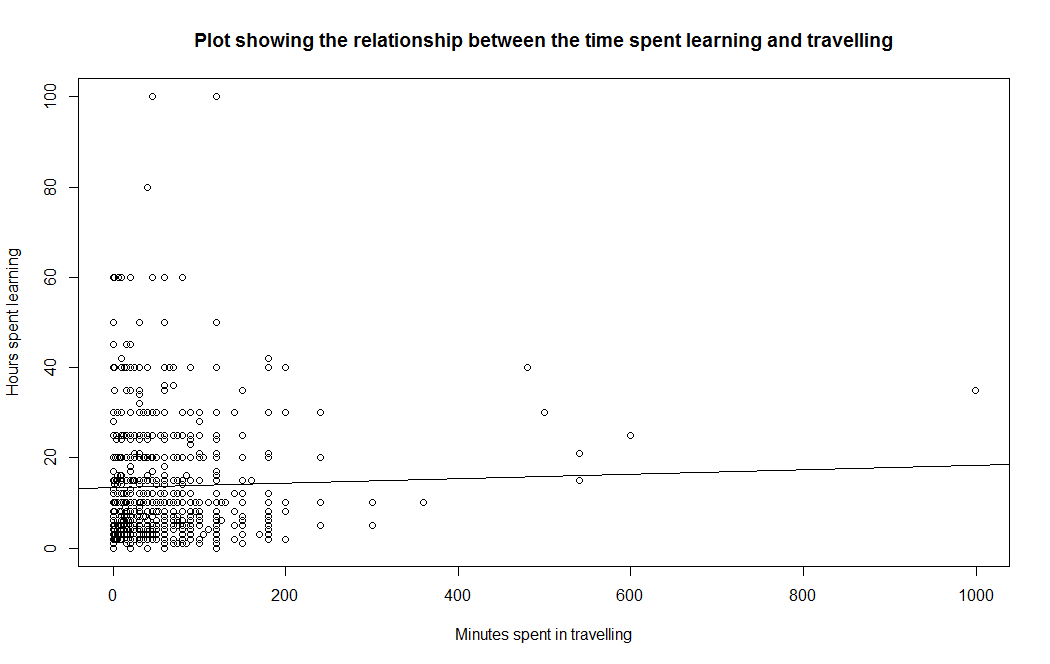 Plot showing the relationship between the time spent learning and travelling
100
80
60
40
20
0
Hours spent learning
0 200 400 600 800 1000
Minutes spent in travelling